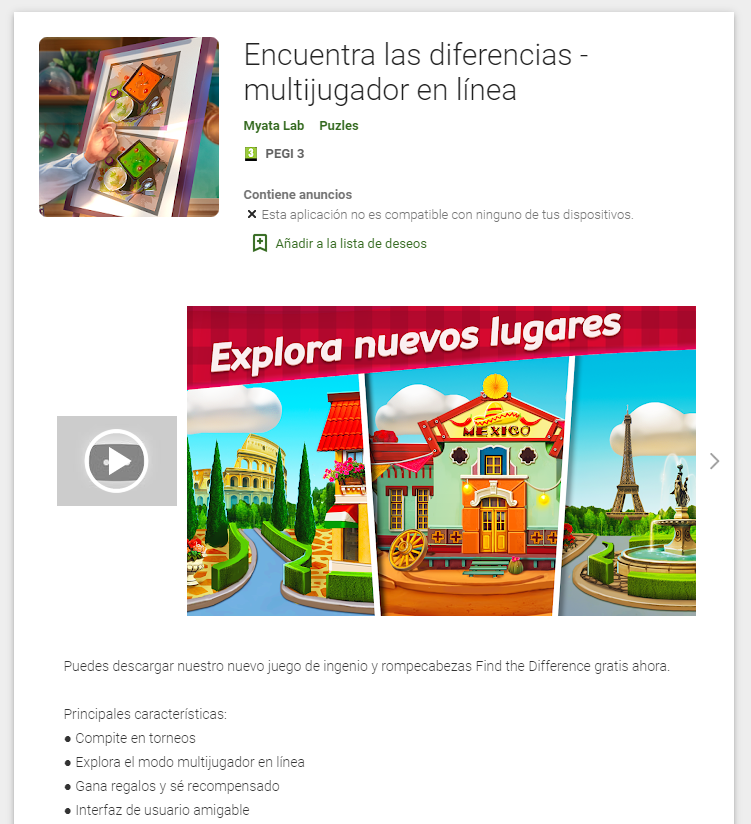 Encuentra las diferencias -
multijugador en línea
Myata Lab Puzles
3 PEGI 3
Contiene anuncios
Esta aplicación no es compatible con ninguno de tus dispositivos.
Añadir a la lista de deseos
Explora nuevos lugares
MEXICO
Puedes descargar nuestro nuevo juego de ingenio y rompecabezas Find the Difference gratis ahora.
Principales características:
● Compite en torneos
● Explora el modo multijugador en línea
● Gana regalos y sé recompensado
● Interfaz de usuario amigable